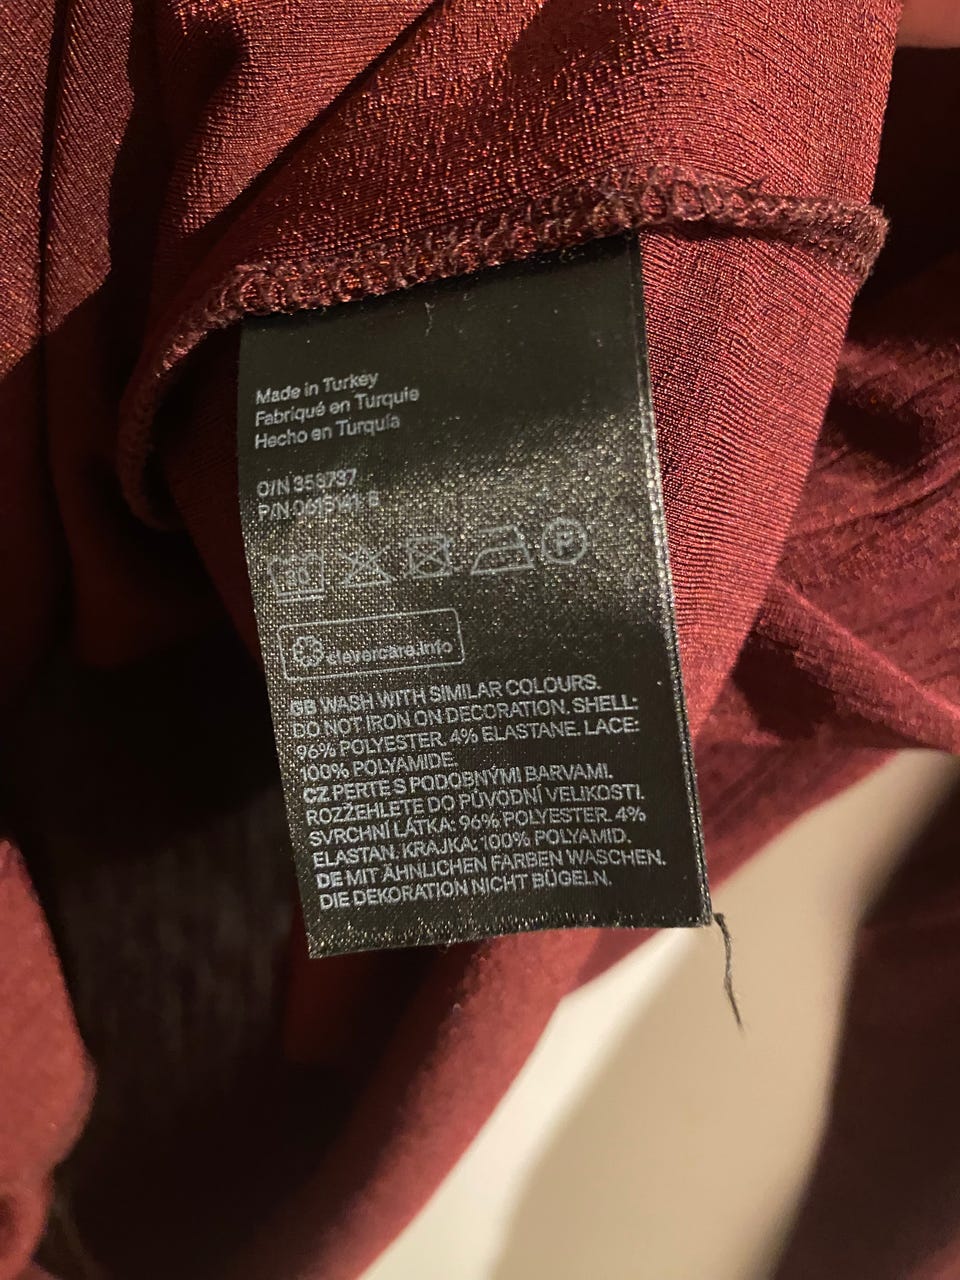 Made in Turkey
Fabriqué en Turquie
Hecho en Turquía
O/N 353737
P/N
30
P
clevercare.info
GB WASH WITH SIMILAR COLOURS.
DO NOT IRON ON DECORATION. SHELL:
96% POLYESTER. 4% ELASTANE. LACE:
100% POLYAMIDE.
CZ PERTE S PODOBNÝMI BARVAMI.
ROZŽEHLETE DO PŮVODNÍ VELIKOSTI.
SVRCHNÍ LÁTKA: 96% POLYESTER. 4%
ELASTAN. KRAJKA: 100% POLYAMID.
DE MIT ÄHNLICHEN FARBEN WASCHEN.
DIE DEKORATION NICHT BÜGELN.